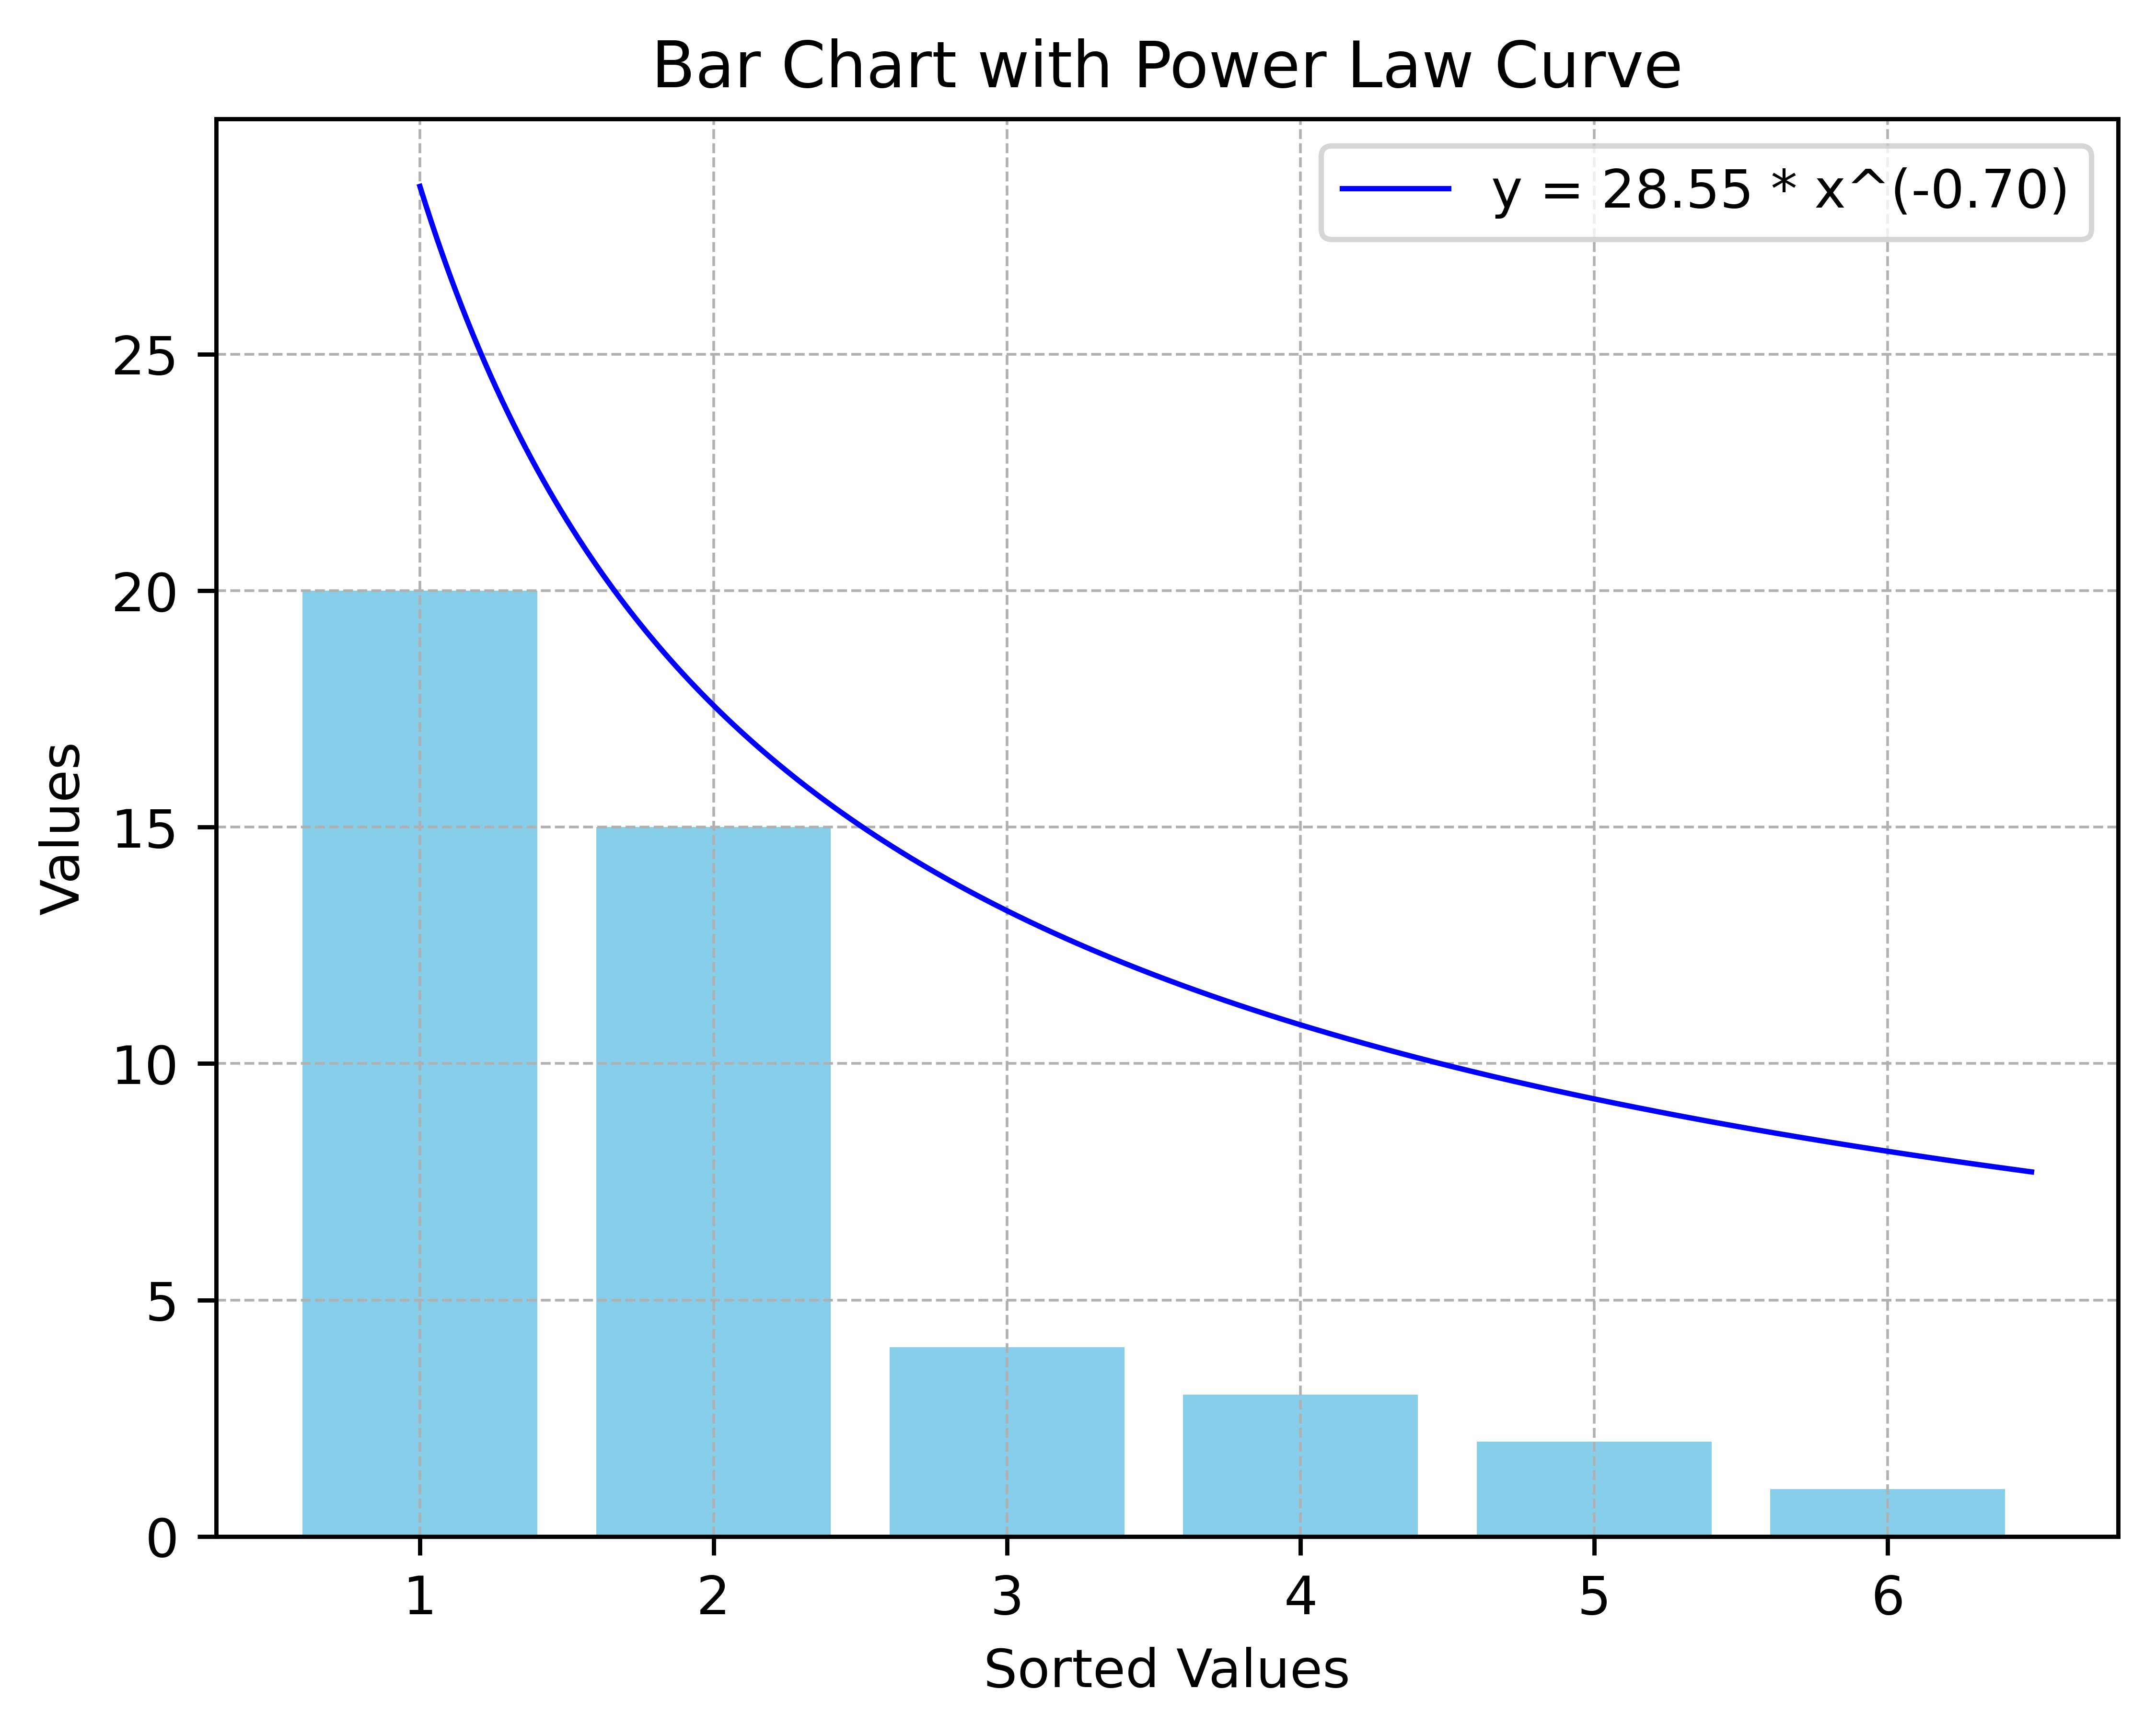 Bar Chart with Power Law Curve
y = 28.55 * x^(-0.70)
25
20
15
10
5
0
Values
1 2 3 4 5 6
Sorted Values